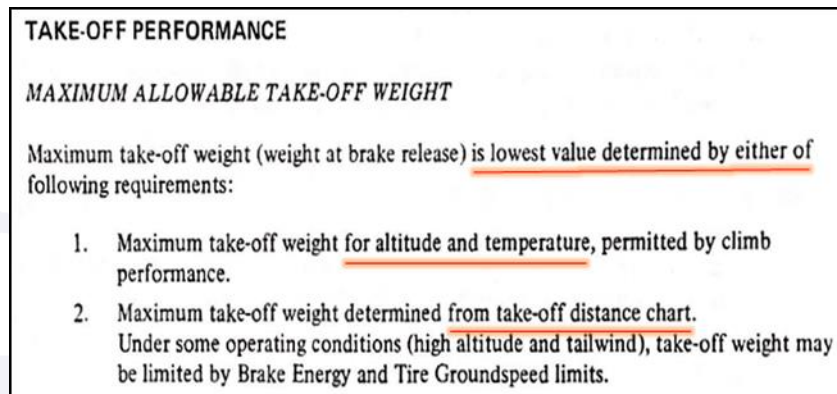 TAKE-OFF PERFORMANCE
MAXIMUM ALLOWABLE TAKE-OFF WEIGHT
Maximum take-off weight (weight at brake release) is lowest value determined by either of
following requirements:
1. Maximum take-off weight for altitude and temperature, permitted by climb
performance.
2. Maximum take-off weight determined from take-off distance chart.
Under some operating conditions (high altitude and tailwind), take-off weight may
be limited by Brake Energy and Tire Groundspeed limits.